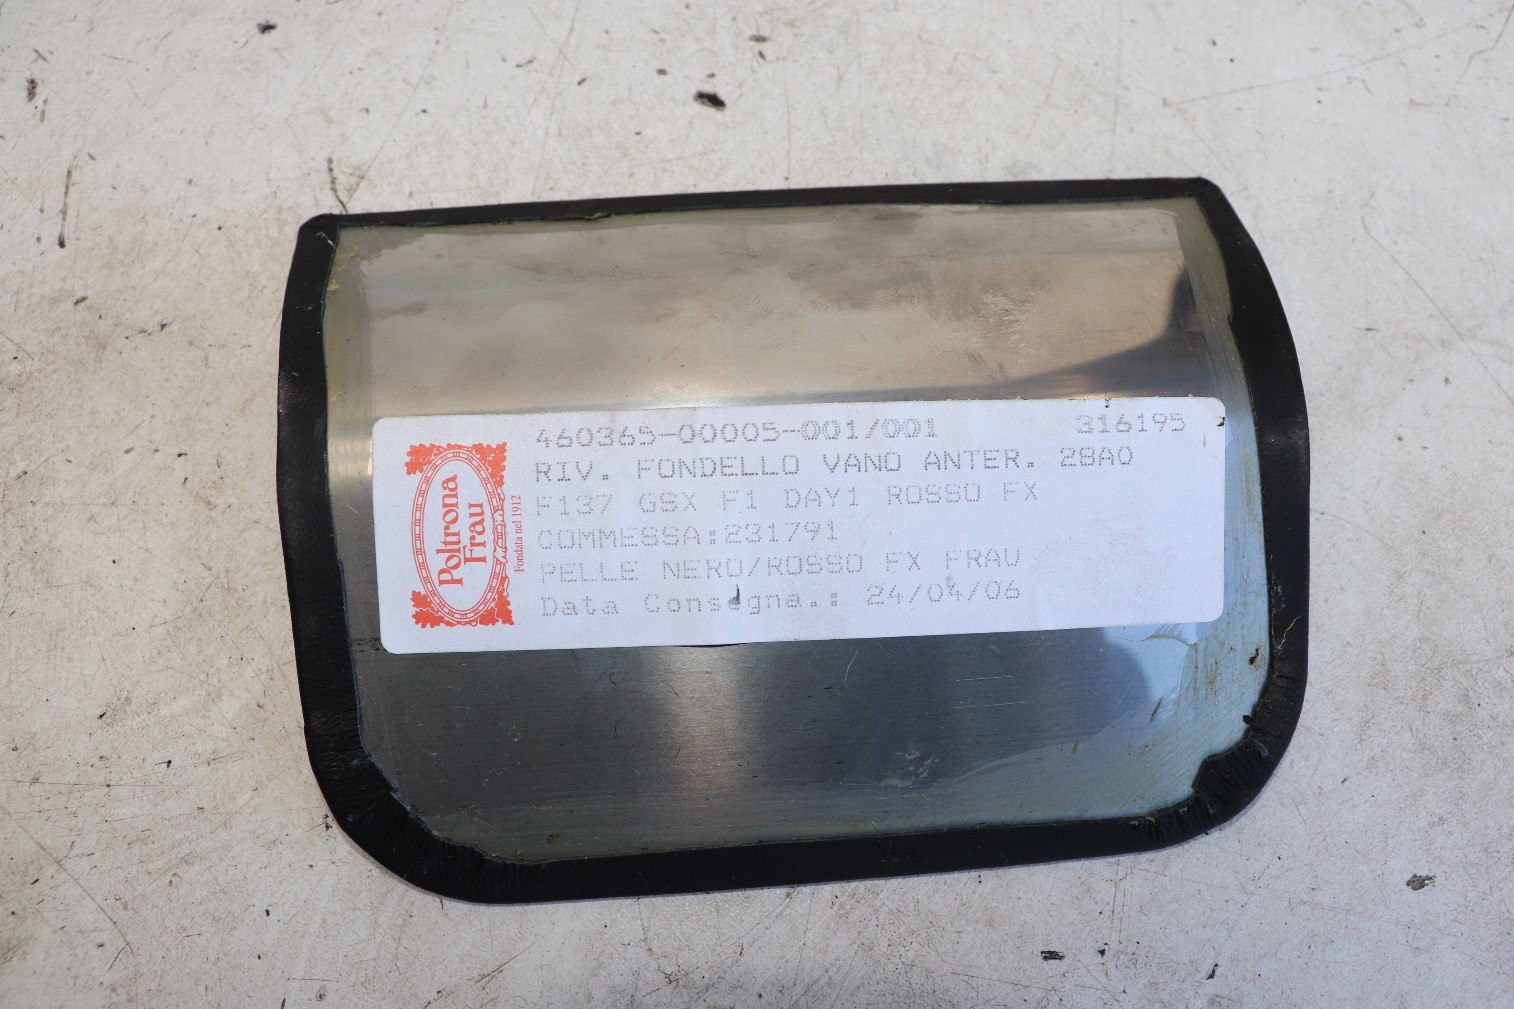 460365-00005-001/001 316195
RIV. FONDELLO VANO ANTER. 28A0
F137 GSX F1 DAY1 ROSSO FX
COMMESSA:231791
PELLE NERO/ROSSO FX FRAU
Data Consegna.: 24/04/06
Poltrona
Frau
Fondata nel 1912